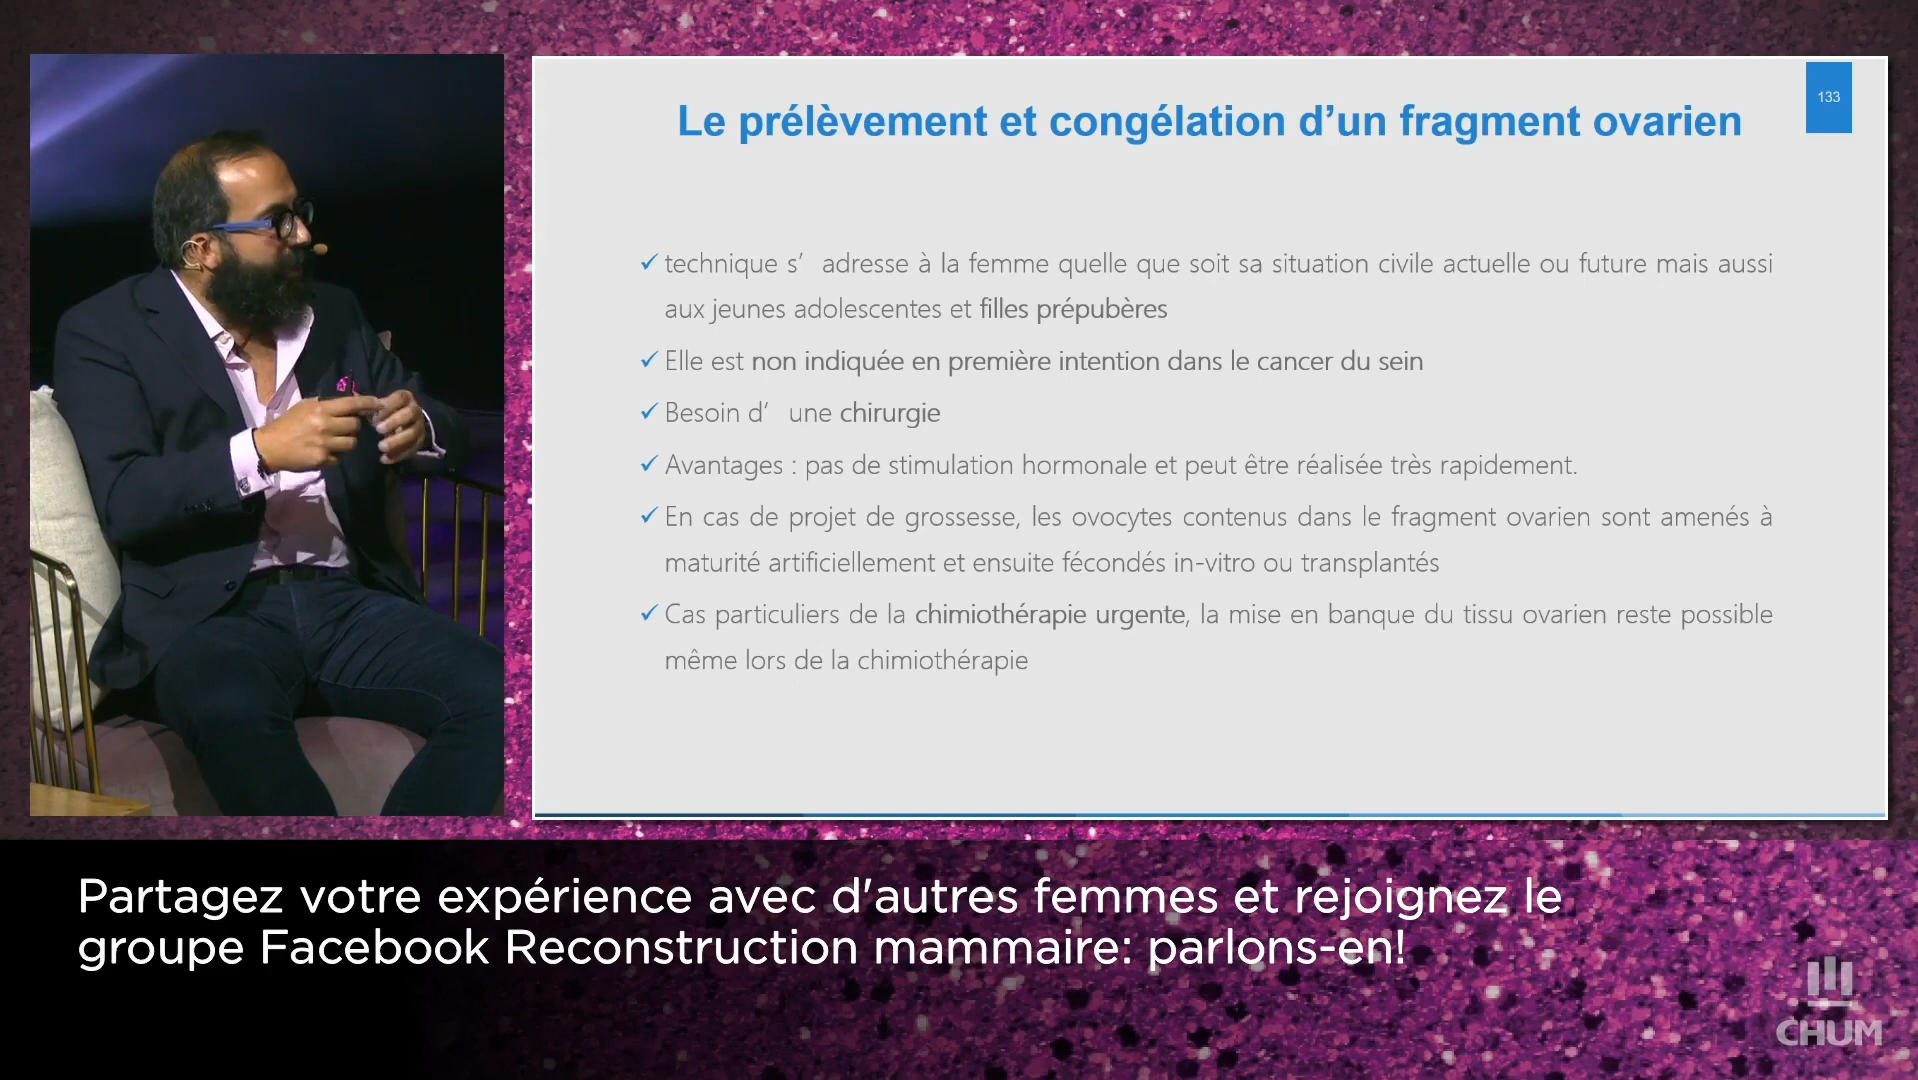 133
Le prélèvement et congélation d’un fragment ovarien
✓ technique s’ adresse à la femme quelle que soit sa situation civile actuelle ou future mais aussi
aux jeunes adolescentes et filles prépubères
✓ Elle est non indiquée en première intention dans le cancer du sein
✓ Besoin d’ une chirurgie
✓ Avantages : pas de stimulation hormonale et peut être réalisée très rapidement.
✓ En cas de projet de grossesse, les ovocytes contenus dans le fragment ovarien sont amenés à
maturité artificiellement et ensuite fécondés in-vitro ou transplantés
✓ Cas particuliers de la chimiothérapie urgente, la mise en banque du tissu ovarien reste possible
même lors de la chimiothérapie
Partagez votre expérience avec d'autres femmes et rejoignez le
groupe Facebook Reconstruction mammaire: parlons-en!
CHUM